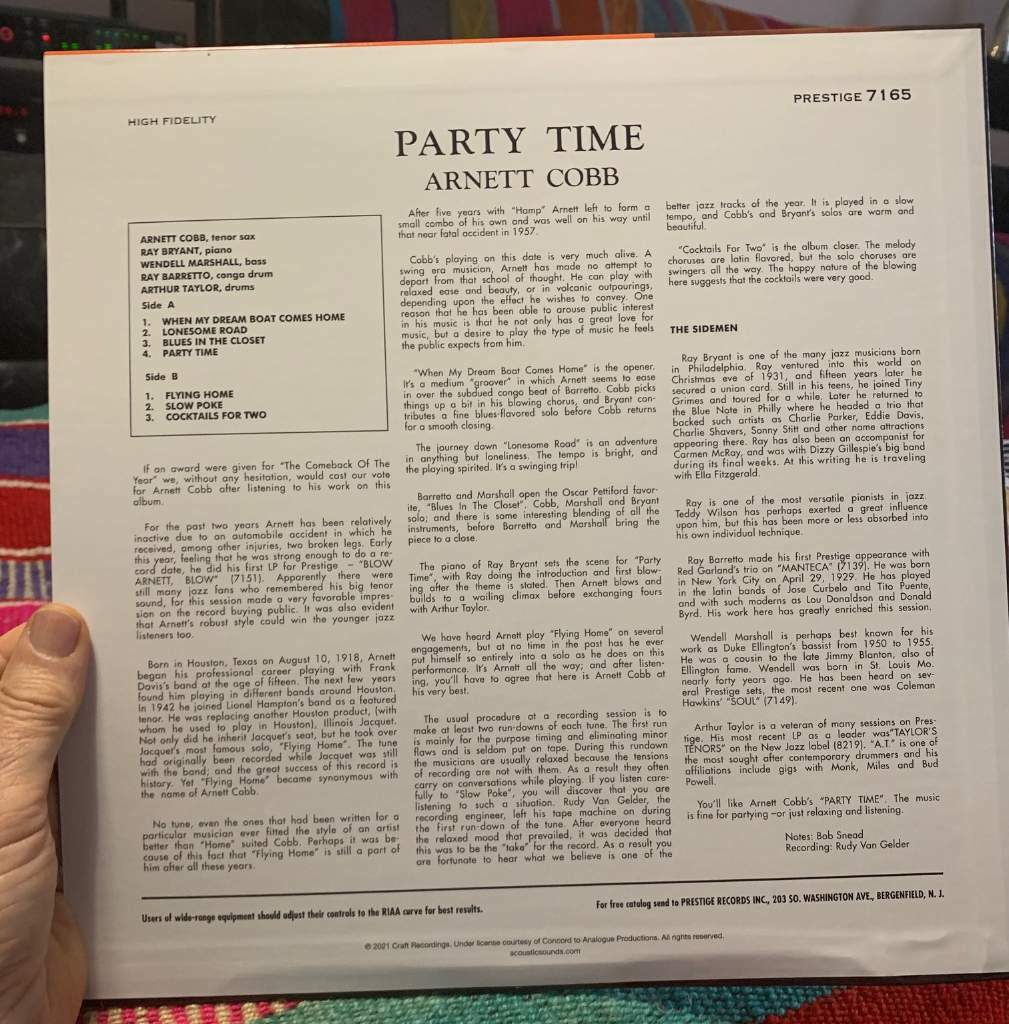 HIGH FIDELITY
PRESTIGE 7165
PARTY TIME
ARNETT COBB
ARNETT COBB, tenor sax
RAY BRYANT, piano
WENDELL MARSHALL, bass
RAY BARRETTO, conga drum
ARTHUR TAYLOR, drums
Side A
1. WHEN MY DREAM BOAT COMES HOME
2. LONESOME ROAD
3. BLUES IN THE CLOSET
4. PARTY TIME
Side B
1. FLYING HOME
2. SLOW POKE
3. COCKTAILS FOR TWO
If an award were given for "The Comeback Of The
Year" we, without any hesitation, would cast our vote
for Arnett Cobb after listening to his work on this
album.
For the past two years Arnett has been relatively
inactive due to an automobile accident in which he
received, among other injuries, two broken legs. Early
this year, feeling that he was strong enough to do a re-
cord date, he did his first LP for Prestige – "BLOW
ARNETT, BLOW" (7151). Apparently there were
still many jazz fans who remembered his big tenor
sound, for this session made a very favorable impres-
sion on the record buying public. It was also evident
that Arnett's robust style could win the younger jazz
listeners too.
Born in Houston, Texas on August 10, 1918, Arnett
began his professional career playing with Frank
Davis's band at the age of fifteen. The next few years
found him playing in different bands around Houston.
In 1942 he joined Lionel Hampton's band as a featured
tenor. He was replacing another Houston product, (with
whom he used to play in Houston), Illinois Jacquet.
Not only did he inherit Jacquet's seat, but he took over
Jacquet's most famous solo, "Flying Home". The tune
had originally been recorded while Jacquet was still
with the band; and the great success of this record is
history. Yet "Flying Home" became synonymous with
the name of Arnett Cobb.
No tune, even the ones that had been written for a
particular musician ever fitted the style of an artist
better than "Home" suited Cobb. Perhaps it was be-
cause of this fact that "Flying Home" is still a part of
him after all these years.
After five years with "Hamp" Arnett left to form a
small combo of his own and was well on his way until
that near fatal accident in 1957.
Cobb's playing on this date is very much alive. A
swing era musician, Arnett has made no attempt to
depart from that school of thought. He can play with
relaxed ease and beauty, or in volcanic outpourings,
depending upon the effect he wishes to convey. One
reason that he has been able to arouse public interest
in his music is that he not only has a great love for
music, but a desire to play the type of music he feels
the public expects from him.
"When My Dream Boat Comes Home" is the opener.
It's a medium "groover" in which Arnett seems to ease
in over the subdued congo beat of Barretto. Cobb picks
things up a bit in his blowing chorus, and Bryant con-
tributes a fine blues-flavored solo before Cobb returns
for a smooth closing.
The journey down "Lonesome Road" is an adventure
in anything but loneliness. The tempo is bright, and
the playing spirited. It's a swinging trip!
Barretto and Marshall open the Oscar Pettiford favor-
ite, "Blues In The Closet". Cobb, Marshall and Bryant
solo; and there is some interesting blending of all the
instruments, before Barretto and Marshall bring the
piece to a close.
The piano of Ray Bryant sets the scene for "Party
Time", with Ray doing the introduction and first blow-
ing after the theme is stated. Then Arnett blows and
builds to a wailing climax before exchanging fours
with Arthur Taylor.
We have heard Arnett play "Flying Home" on several
engagements, but at no time in the past has he ever
put himself so entirely into a solo as he does on this
performance. It's Arnett all the way; and after listen-
ing, you'll have to agree that here is Arnett Cobb at
his very best.
The usual procedure at a recording session is to
make at least two run-downs of each tune. The first run
is mainly for the purpose timing and eliminating minor
flaws and is seldom put on tape. During this rundown
the musicians are usually relaxed because the tensions
of recording are not with them. As a result they often
carry on conversations while playing. If you listen care-
fully to "Slow Poke", you will discover that you are
listening to such a situation. Rudy Van Gelder, the
recording engineer, left his tape machine on during
the first run-down of the tune. After everyone heard
the relaxed mood that prevailed, it was decided that
this was to be the "take" for the record. As a result you
are fortunate to hear what we believe is one of the
better jazz tracks of the year. It is played in a slow
tempo, and Cobb's and Bryant's solos are warm and
beautiful.
"Cocktails For Two" is the album closer. The melody
choruses are latin flavored, but the solo choruses are
swingers all the way. The happy nature of the blowing
here suggests that the cocktails were very good.
THE SIDEMEN
Ray Bryant is one of the many jazz musicians born
in Philadelphia. Ray ventured into this world on
Christmas eve of 1931, and fifteen years later he
secured a union card. Still in his teens, he joined Tiny
Grimes and toured for a while. Later he returned to
the Blue Note in Philly where he headed a trio that
backed such artists as Charlie Parker, Eddie Davis,
Charlie Shavers, Sonny Stitt and other name attractions
appearing there. Ray has also been an accompanist for
Carmen McRay, and was with Dizzy Gillespie's big band
during its final weeks. At this writing he is traveling
with Ella Fitzgerald.
Ray is one of the most versatile pianists in jazz.
Teddy Wilson has perhaps exerted a great influence
upon him, but this has been more or less absorbed into
his own individual technique.
Ray Barretto made his first Prestige appearance with
Red Garland's trio on "MANTECA" (7139). He was born
in New York City on April 29, 1929. He has played
in the latin bands of Jose Curbelo and Tito Puente,
and with such moderns as Lou Donaldson and Donald
Byrd. His work here has greatly enriched this session.
Wendell Marshall is perhaps best known for his
work as Duke Ellington's bassist from 1950 to 1955.
He was a cousin to the late Jimmy Blanton, also of
Ellington fame. Wendell was born in St. Louis Mo.
nearly forty years ago. He has been heard on sev-
eral Prestige sets, the most recent one was Coleman
Hawkins' "SOUL" (7149).
Arthur Taylor is a veteran of many sessions on Pres-
tige. His most recent LP as a leader was"TAYLOR'S
TENORS" on the New Jazz label (8219). "A.T." is one of
the most sought after contemporary drummers and his
affiliations include gigs with Monk, Miles and Bud
Powell.
You'll like Arnett Cobb's "PARTY TIME". The music
is fine for partying –or just relaxing and listening.
Notes: Bob Snead
Recording: Rudy Van Gelder
Users of wide-range equipment should adjust their controls to the RIAA curve for best results.
For free catalog send to PRESTIGE RECORDS INC., 203 SO. WASHINGTON AVE., BERGENFIELD, N. J.
℗ 2021 Craft Recordings. Under license courtesy of Concord to Analogue Productions. All rights reserved.
acousticsounds.com